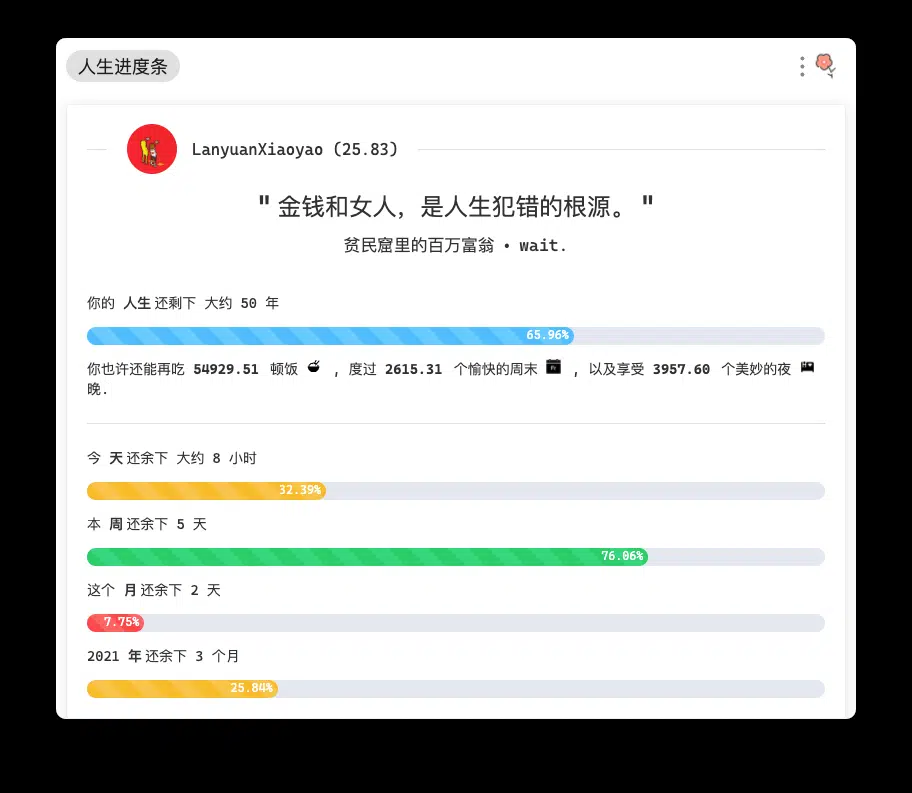 人生进度条
LanyuanXiaoyao (25.83)
"金钱和女人，是人生犯错的根源。"
贫民窟里的百万富翁 • wait.
你的 人生还剩下 大约 50 年
65.96%
你也许还能再吃 54929.51 顿饭 , 度过 2615.31 个愉快的周末 , 以及享受 3957.60 个美妙的夜
晚.
今 天还余下 大约 8 小时
32.39%
本 周还余下 5 天
76.06%
这个 月还余下 2 天
7.75%
2021 年还余下 3 个月
25.84%